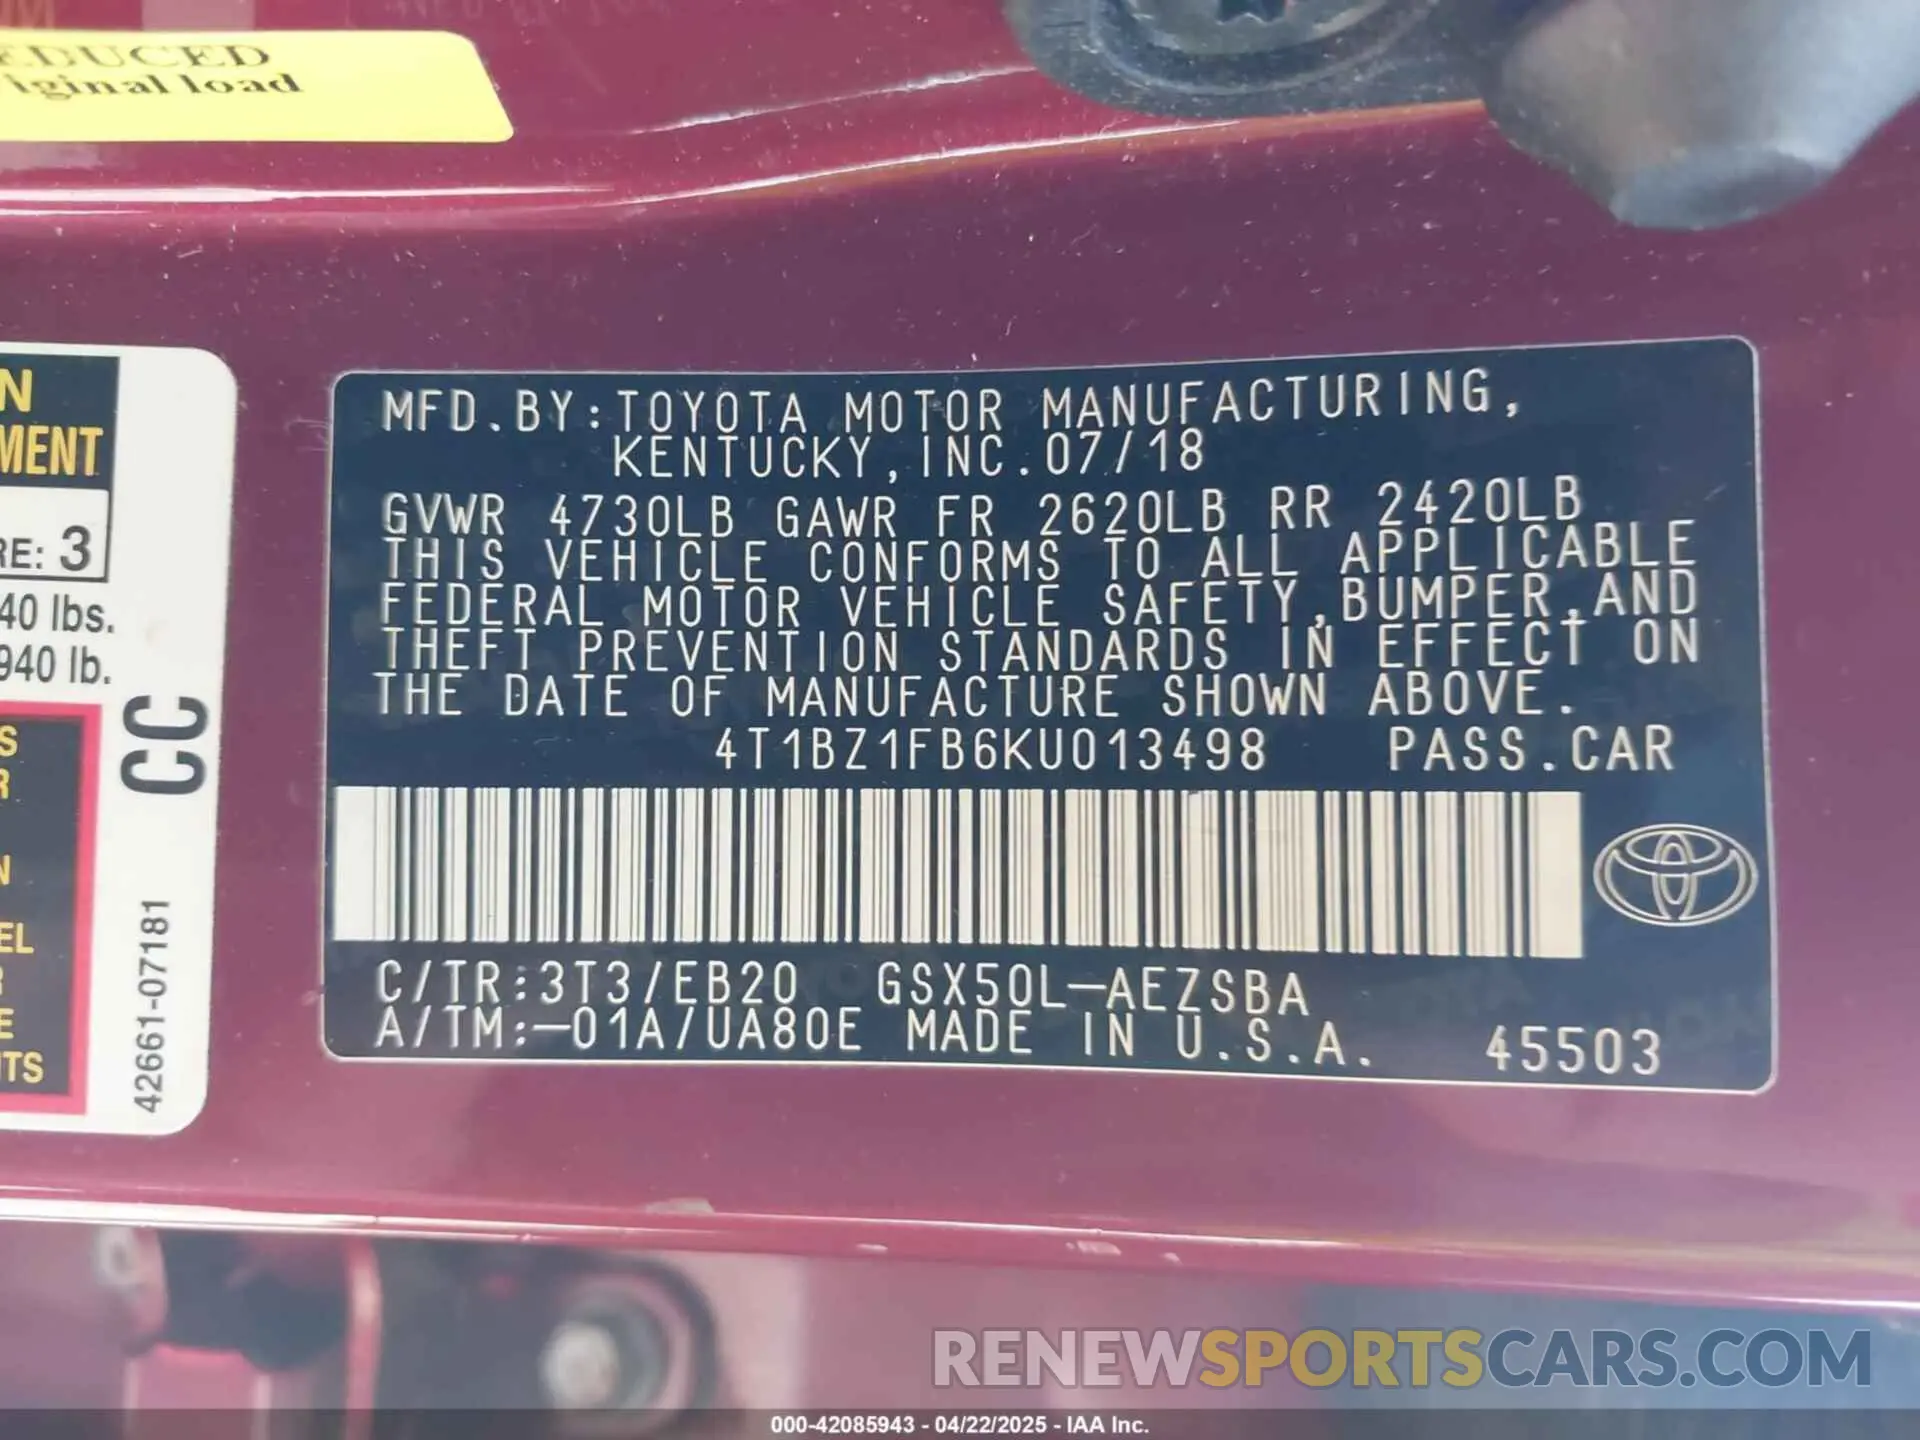 EDUCED
iginal load
N
MENT
RE: 3
40 lbs.
940 lb.
CC
S
R
N
EL
R
E
TS
42661-07181
MFD.BY:TOYOTA MOTOR MANUFACTURING,
KENTUCKY,INC.07/18
GVWR 4730LB GAWR FR 2620LB RR 2420LB
THIS VEHICLE CONFORMS TO ALL APPLICABLE
FEDERAL MOTOR VEHICLE SAFETY,BUMPER,AND
THEFT PREVENTION STANDARDS IN EFFECT ON
THE DATE OF MANUFACTURE SHOWN ABOVE.
4T1BZ1FB6KU013498 PASS.CAR
C/TR:3T3/EB20 GSX50L-AEZSBA
A/TM:-01A/UA80E MADE IN U.S.A. 45503
RENEWSPORTSCARS.COM
000-42085943 - 04/22/2025 - IAA Inc.